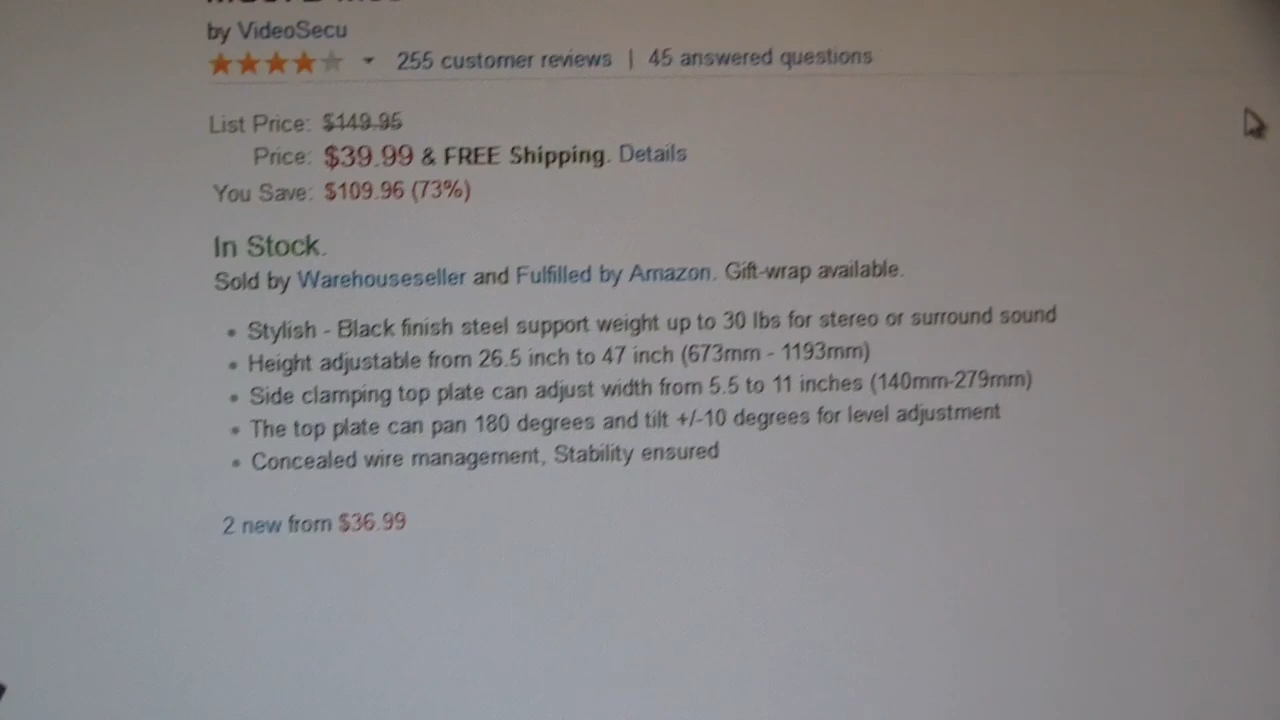 by VideoSecu
255 customer reviews | 45 answered questions
List Price: $149.95
Price: $39.99 & FREE Shipping. Details
You Save: $109.96 (73%)
In Stock.
Sold by Warehouseseller and Fulfilled by Amazon. Gift-wrap available.
• Stylish - Black finish steel support weight up to 30 lbs for stereo or surround sound
• Height adjustable from 26.5 inch to 47 inch (673mm - 1193mm)
• Side clamping top plate can adjust width from 5.5 to 11 inches (140mm-279mm)
• The top plate can pan 180 degrees and tilt +/-10 degrees for level adjustment
• Concealed wire management, Stability ensured
2 new from $36.99